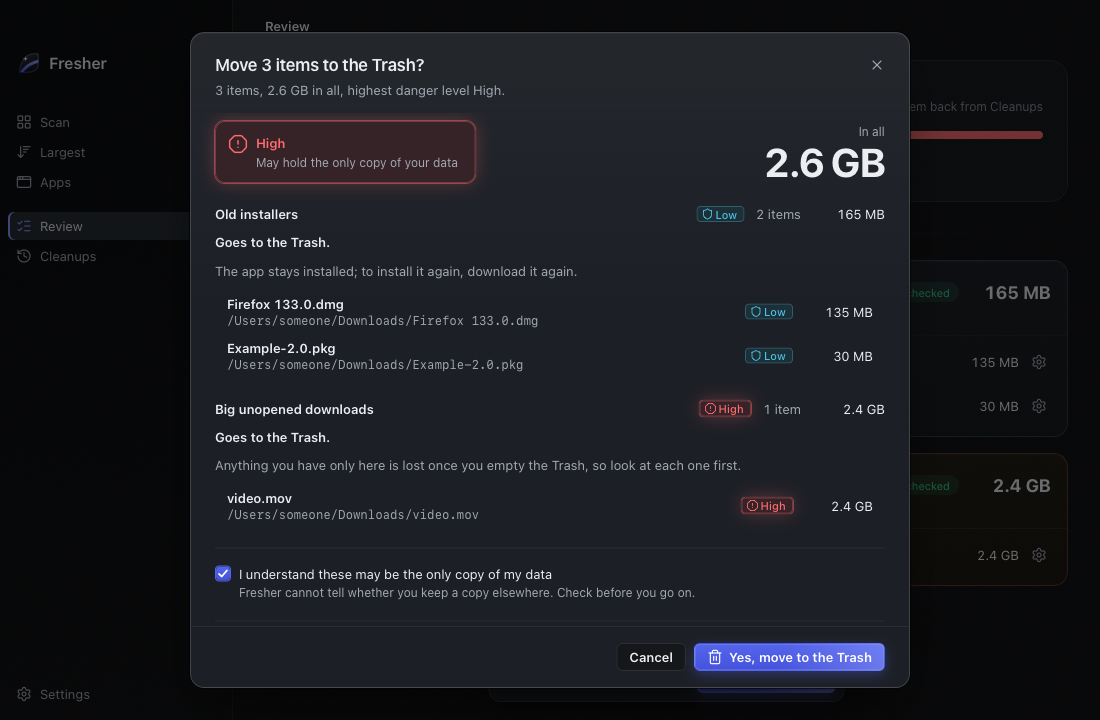 Review
Fresher
Scan
Largest
Apps
Review
Cleanups
Settings
Move 3 items to the Trash?
3 items, 2.6 GB in all, highest danger level High.
High
May hold the only copy of your data
In all
2.6 GB
Old installers Low 2 items 165 MB
Goes to the Trash.
The app stays installed; to install it again, download it again.
Firefox 133.0.dmg
/Users/someone/Downloads/Firefox 133.0.dmg
Low 135 MB
Example-2.0.pkg
/Users/someone/Downloads/Example-2.0.pkg
Low 30 MB
Big unopened downloads High 1 item 2.4 GB
Goes to the Trash.
Anything you have only here is lost once you empty the Trash, so look at each one first.
video.mov
/Users/someone/Downloads/video.mov
High 2.4 GB
I understand these may be the only copy of my data
Fresher cannot tell whether you keep a copy elsewhere. Check before you go on.
Cancel
Yes, move to the Trash
back from Cleanups
165 MB
135 MB
30 MB
2.4 GB
2.4 GB